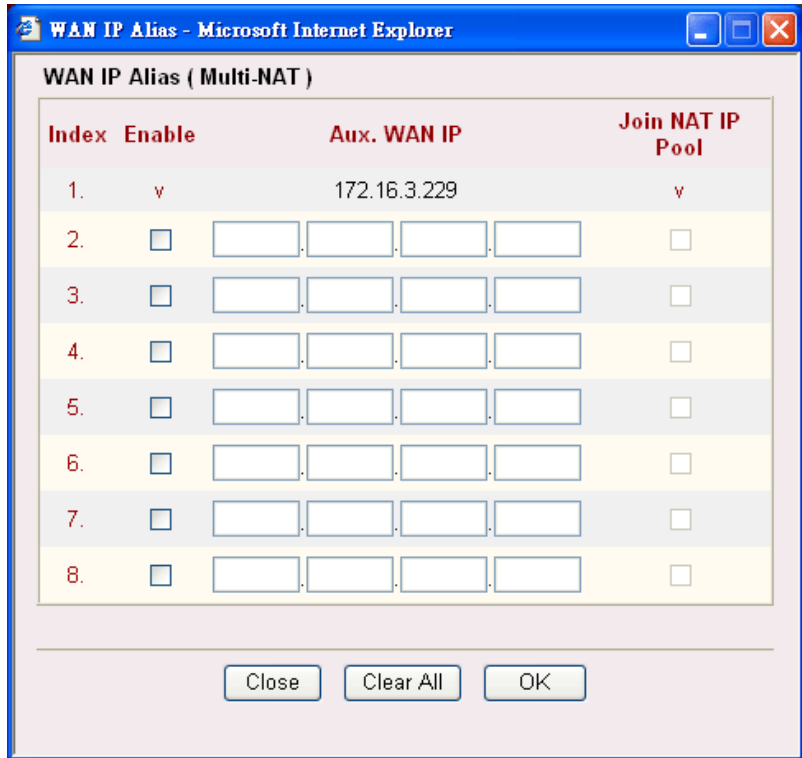 WAN IP Alias - Microsoft Internet Explorer
WAN IP Alias ( Multi-NAT )
Index Enable Aux. WAN IP Join NAT IP Pool
1. v 172.16.3.229 v
2. . . .
3. . . .
4. . . .
5. . . .
6. . . .
7. . . .
8. . . .
Close Clear All OK